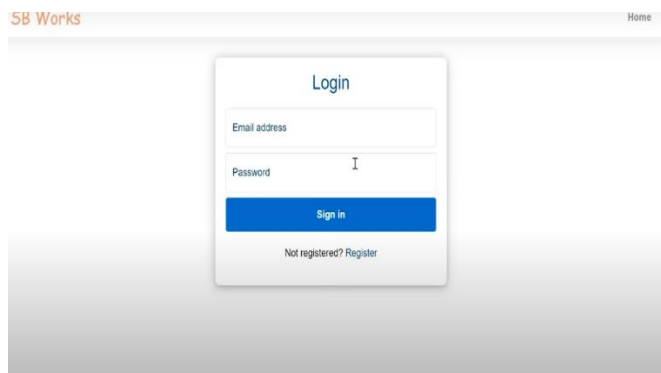 SB Works
Home
Login
Email address
Password
Sign in
Not registered? Register